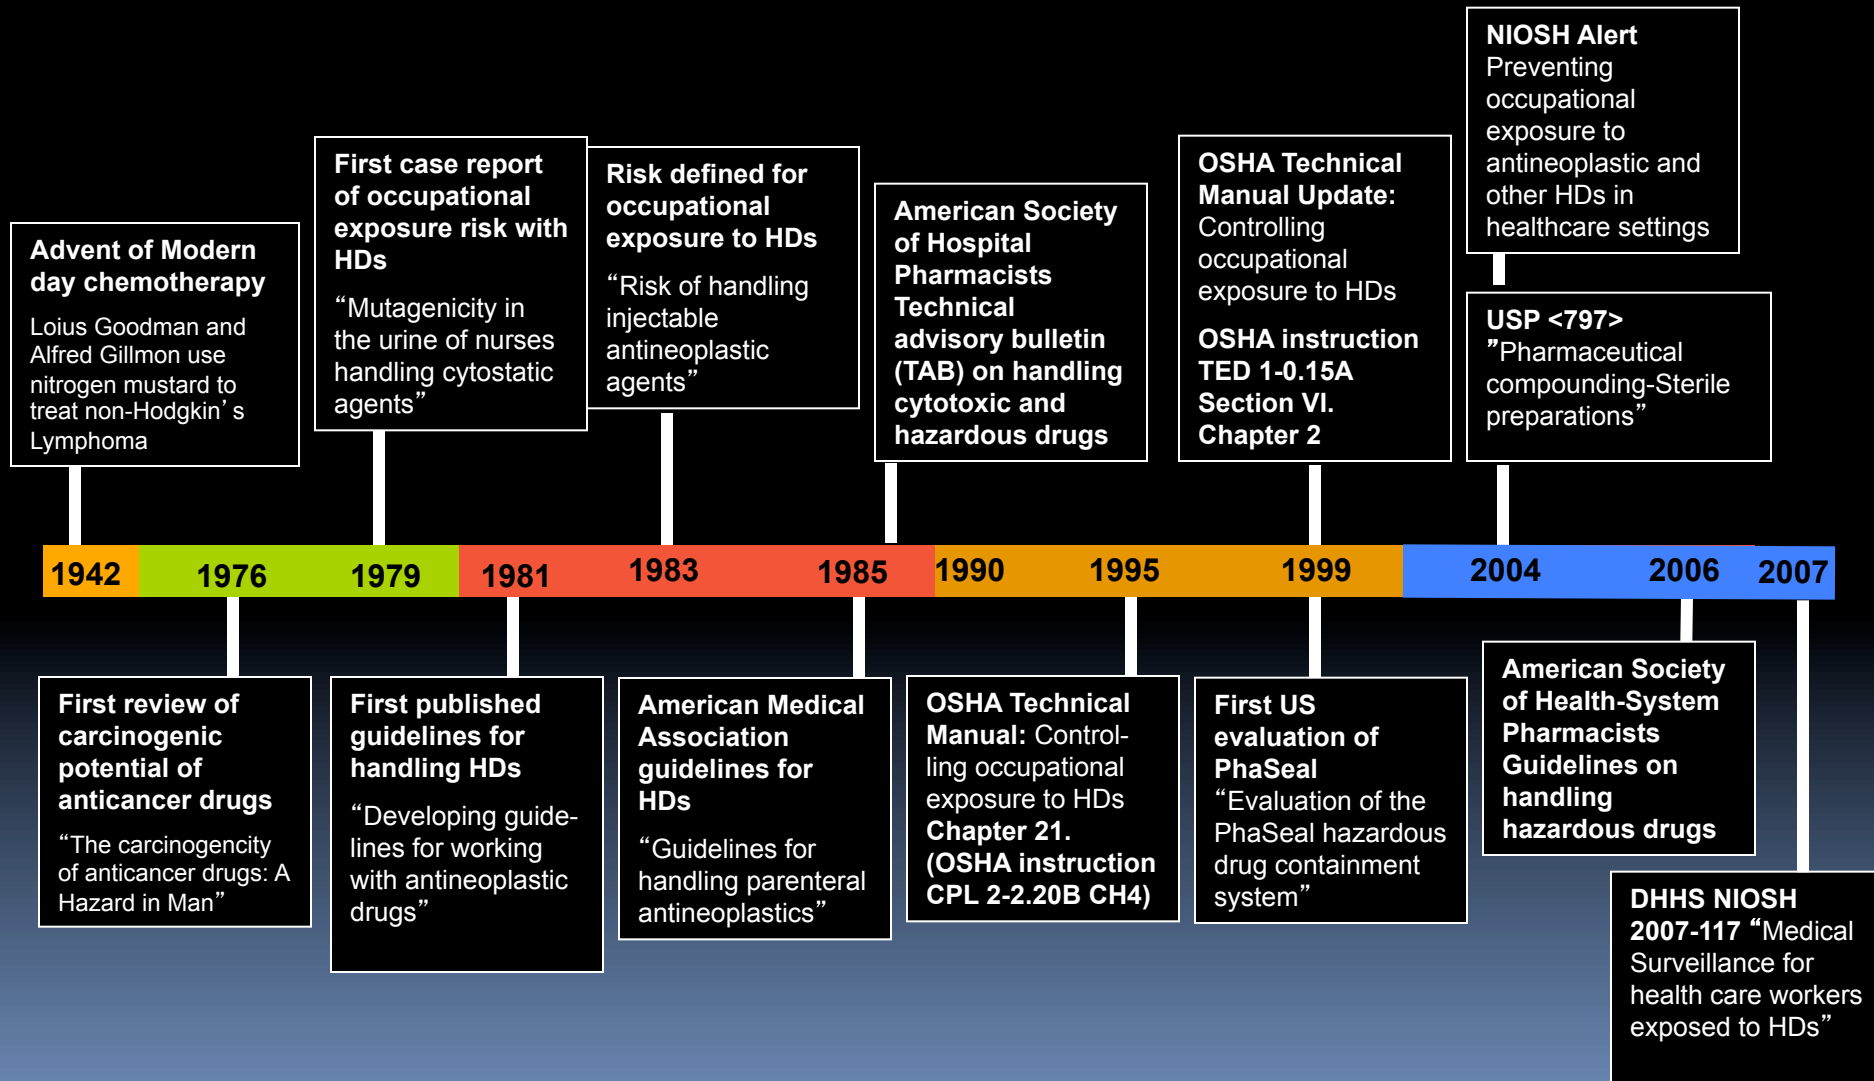 Advent of Modern
day chemotherapy
Loius Goodman and
Alfred Gillmon use
nitrogen mustard to
treat non-Hodgkin’s
Lymphoma
First case report
of occupational
exposure risk with
HDs
“Mutagenicity in
the urine of nurses
handling cytostatic
agents”
Risk defined for
occupational
exposure to HDs
“Risk of handling
injectable
antineoplastic
agents”
American Society
of Hospital
Pharmacists
Technical
advisory bulletin
(TAB) on handling
cytotoxic and
hazardous drugs
OSHA Technical
Manual Update:
Controlling
occupational
exposure to HDs
OSHA instruction
TED 1-0.15A
Section VI.
Chapter 2
NIOSH Alert
Preventing
occupational
exposure to
antineoplastic and
other HDs in
healthcare settings
USP <797>
”Pharmaceutical
compounding-Sterile
preparations”
1942 1976 1979 1981 1983 1985 1990 1995 1999 2004 2006 2007
First review of
carcinogenic
potential of
anticancer drugs
“The carcinogencity
of anticancer drugs: A
Hazard in Man”
First published
guidelines for
handling HDs
“Developing guide-
lines for working
with antineoplastic
drugs”
American Medical
Association
guidelines for
HDs
“Guidelines for
handling parenteral
antineoplastics”
OSHA Technical
Manual: Control-
ling occupational
exposure to HDs
Chapter 21.
(OSHA instruction
CPL 2-2.20B CH4)
First US
evaluation of
PhaSeal
“Evaluation of the
PhaSeal hazardous
drug containment
system”
American Society
of Health-System
Pharmacists
Guidelines on
handling
hazardous drugs
DHHS NIOSH
2007-117 “Medical
Surveillance for
health care workers
exposed to HDs”